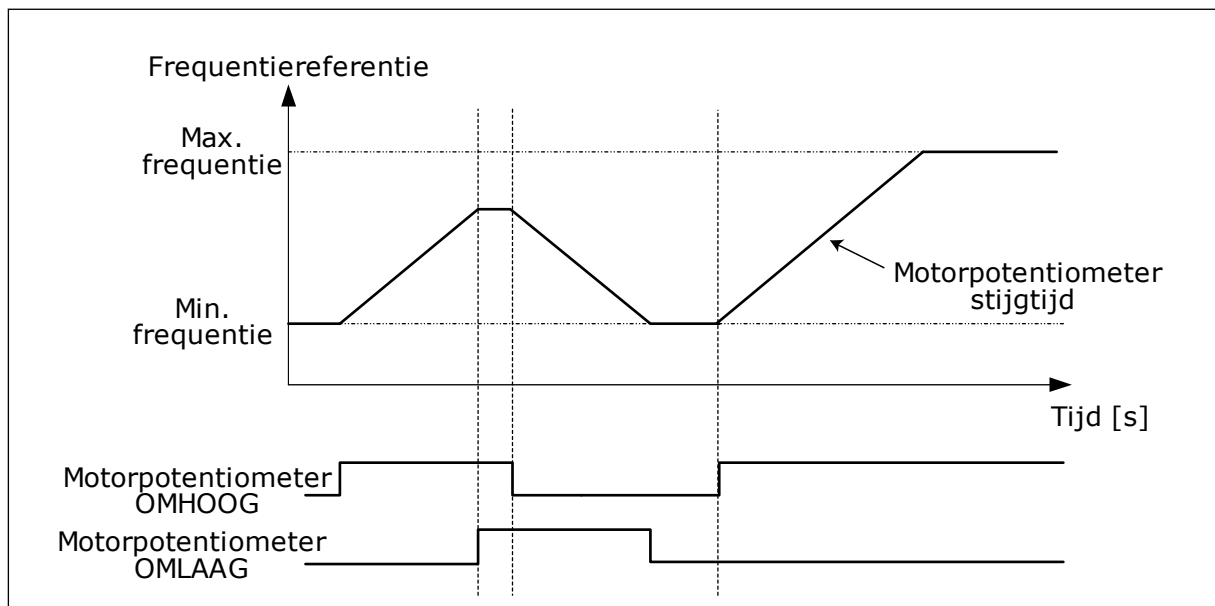 Frequentiereferentie
Max.
frequentie
Motorpotentiometer
stijgtijd
Min.
frequentie
Tijd [s]
Motorpotentiometer
OMHOOG
Motorpotentiometer
OMLAAG